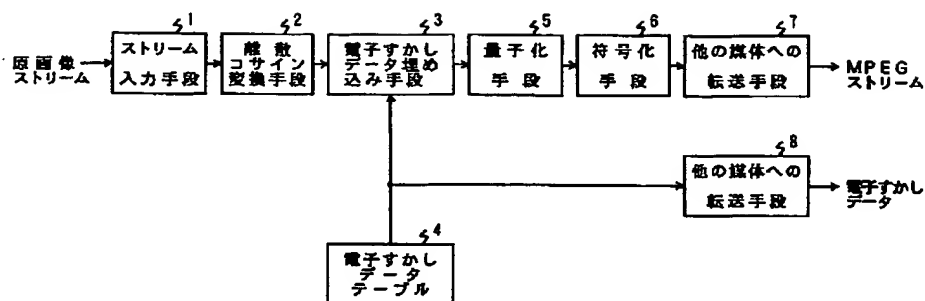 原画像
ストリーム
1
ストリーム
入力手段
2
離散
コサイン
変換手段
3
電子すかし
データ埋め
込み手段
5
量子化
手段
6
符号化
手段
7
他の媒体への
転送手段
MPEG
ストリーム
8
他の媒体への
転送手段
電子すかし
データ
4
電子すかし
データ
テーブル